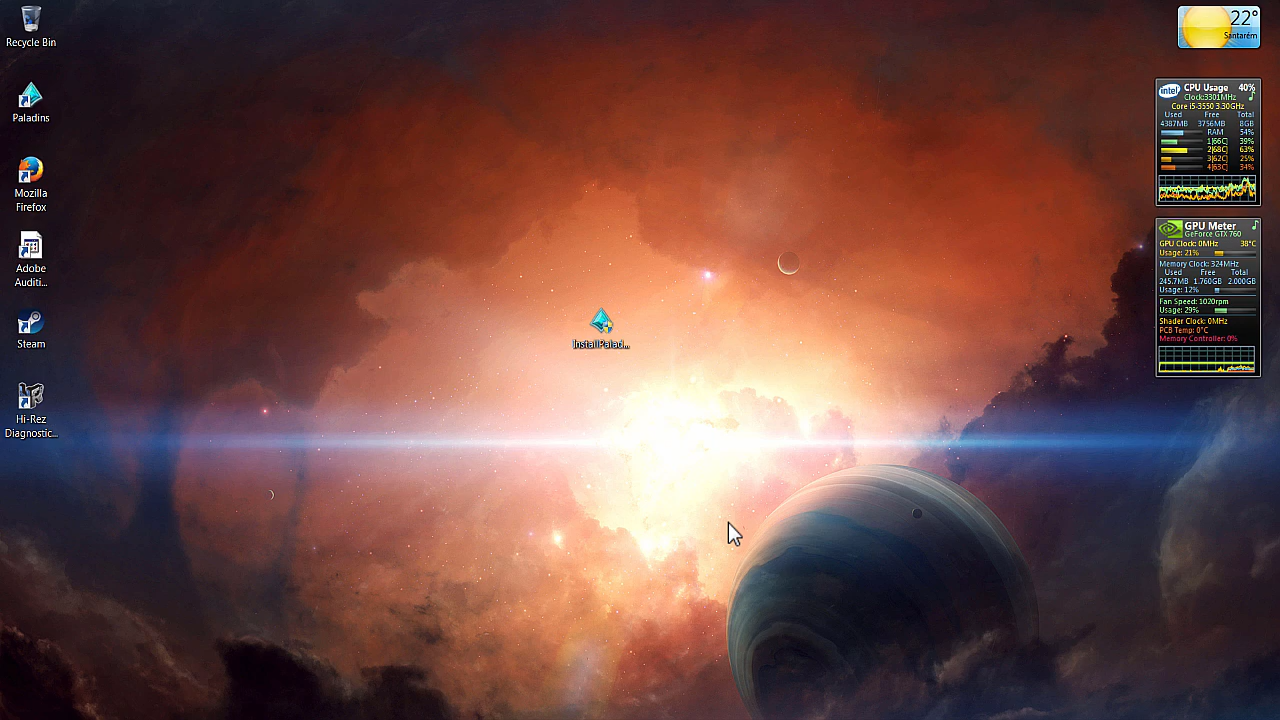 Recycle Bin
Paladins
Mozilla
Firefox
Adobe
Auditi...
Steam
Hi-Rez
Diagnostic...
InstallPalad...
22°
Santarém
intel
CPU Usage 40%
Clock:3301MHz
Core i5-3550 3.30GHz
Used Free Total
4387MB 3756MB 8GB
RAM 54%
1|66C| 39%
2|68C| 63%
3|62C| 25%
4|63C| 34%
GPU Meter
GeForce GTX 760
GPU Clock: 0MHz 38°C
Usage: 21%
Memory Clock: 324MHz
Used Free Total
245.7MB 1.760GB 2.000GB
Usage: 12%
Fan Speed: 1020rpm
Usage: 29%
Shader Clock: 0MHz
PCB Temp: 0°C
Memory Controller: 0%